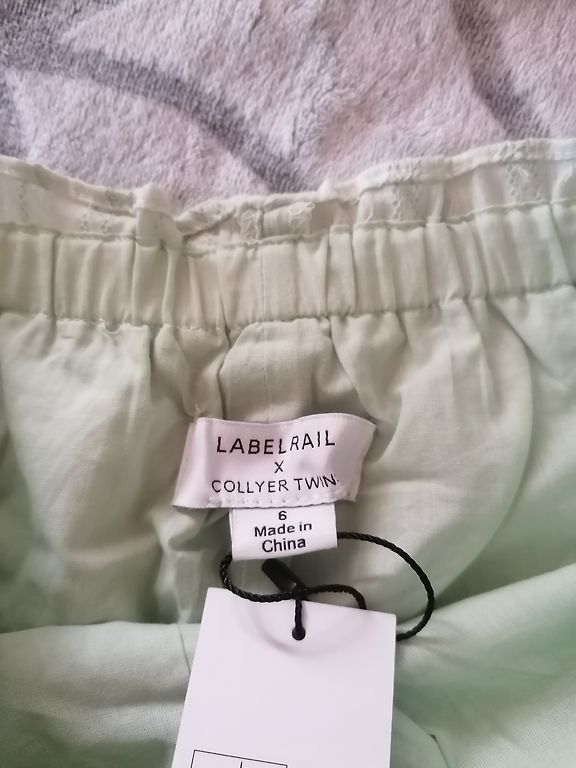 LABELRAIL
X
COLLYER TWIN.
6
Made in
China